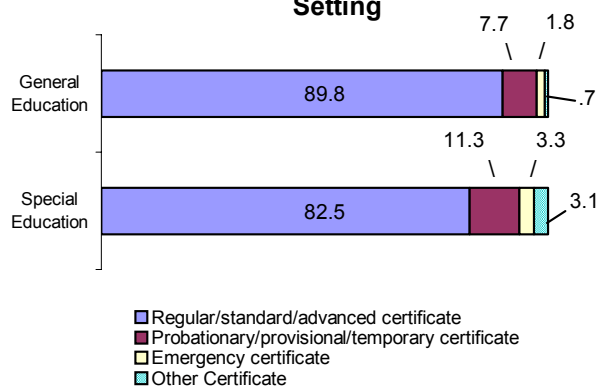 Setting
7.7 1.8
General
Education
89.8
.7
11.3 3.3
Special
Education
82.5
3.1
Regular/standard/advanced certificate
Probationary/provisional/temporary certificate
Emergency certificate
Other Certificate